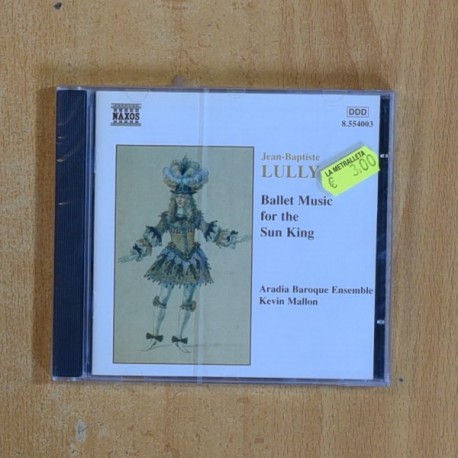 NAXOS
DDD
8.554003
Jean-Baptiste
LULLY
LA METRALLETA
€ 3.00
Ballet Music
for the
Sun King
Aradia Baroque Ensemble
Kevin Mallon